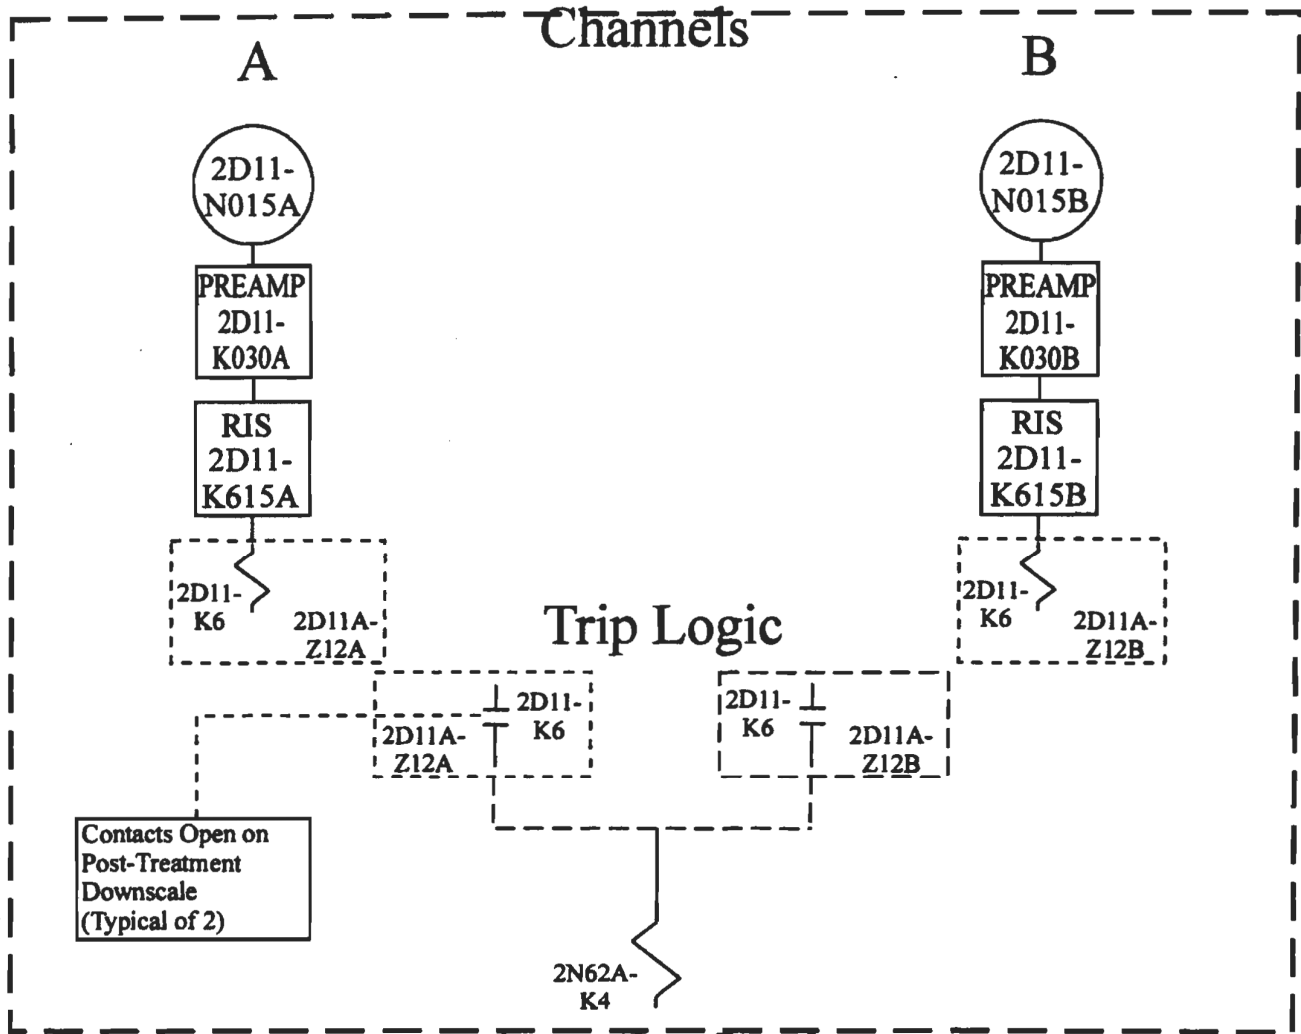 Channels
A
B
2D11-
N015A
2D11-
N015B
PREAMP
2D11-
K030A
PREAMP
2D11-
K030B
RIS
2D11-
K615A
RIS
2D11-
K615B
2D11-
K6
2D11A-
Z12A
2D11-
K6
2D11A-
Z12B
Trip Logic
2D11-
K6
2D11A-
Z12A
2D11-
K6
2D11A-
Z12B
Contacts Open on
Post-Treatment
Downscale
(Typical of 2)
2N62A-
K4